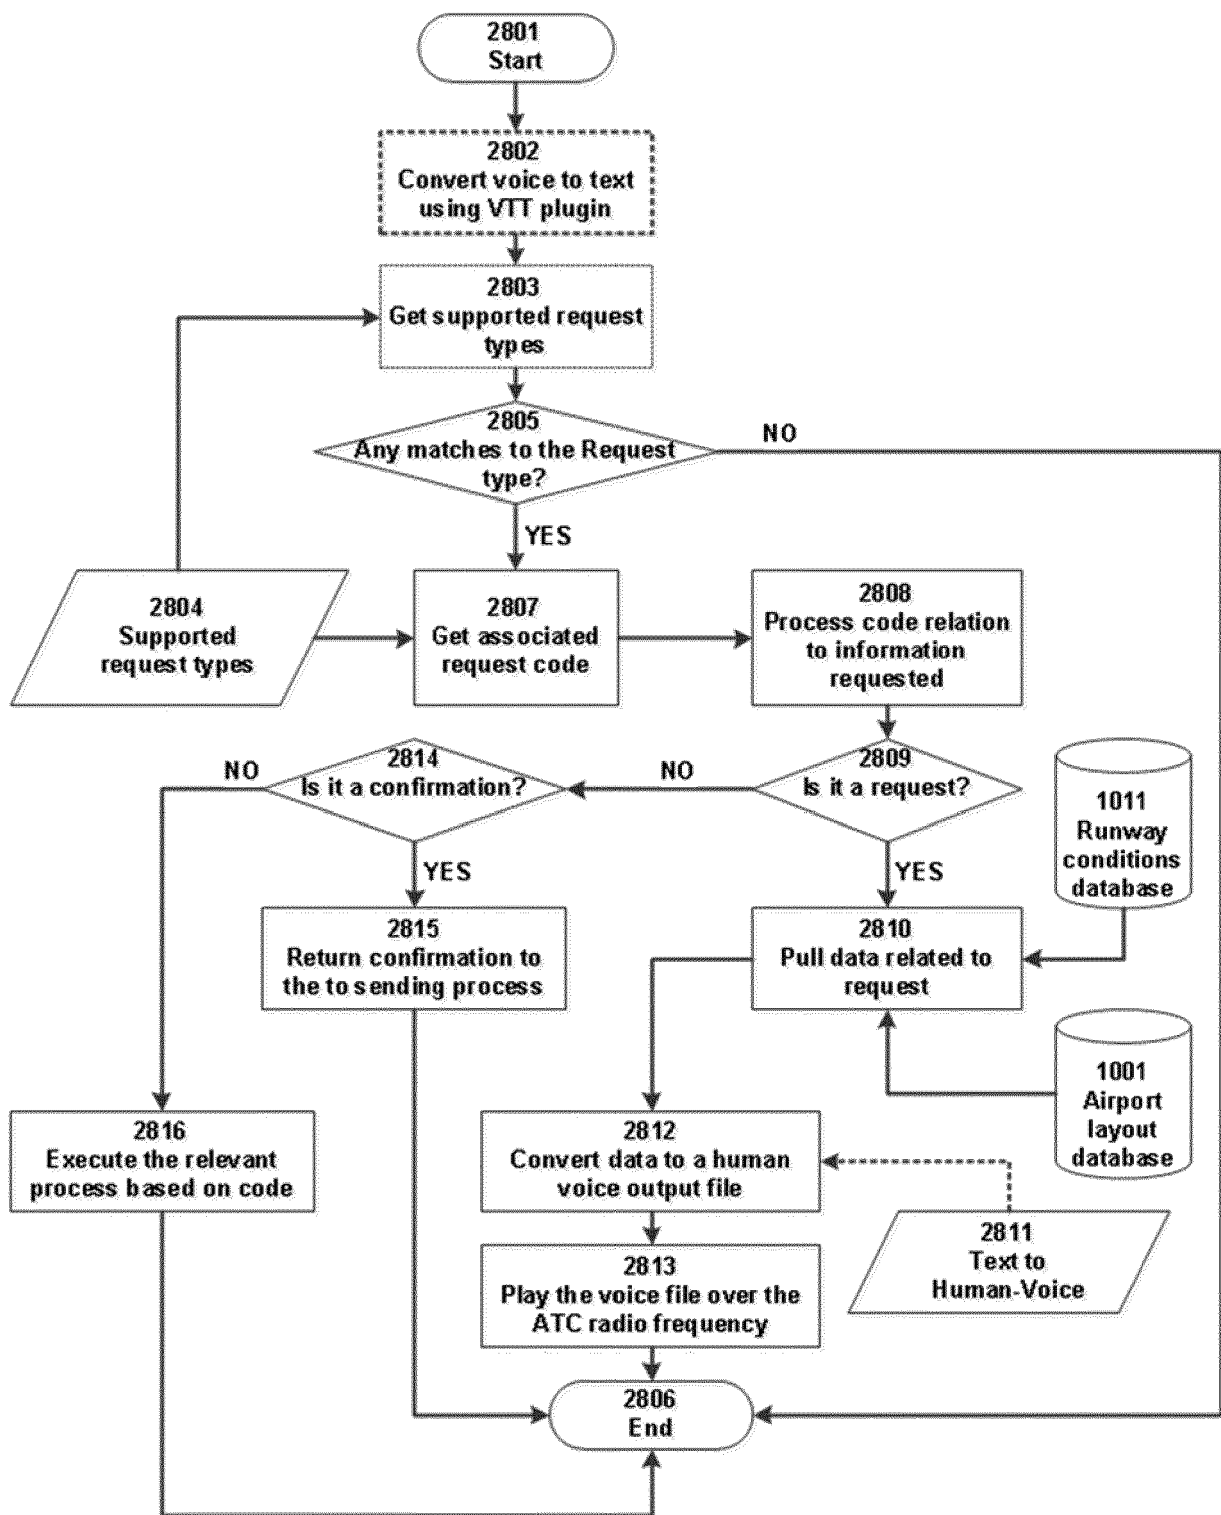 2801
Start
2802
Convert voice to text
using VTT plugin
2803
Get supported request
types
2805
Any matches to the Request
type?
NO
YES
2804
Supported
request types
2807
Get associated
request code
2808
Process code relation
to information
requested
2814
Is it a confirmation?
NO
NO
2809
Is it a request?
1011
Runway
conditions
database
YES
YES
2815
Return confirmation to
the to sending process
2810
Pull data related to
request
1001
Airport
layout
database
2816
Execute the relevant
process based on code
2812
Convert data to a human
voice output file
2811
Text to
Human-Voice
2813
Play the voice file over the
ATC radio frequency
2806
End